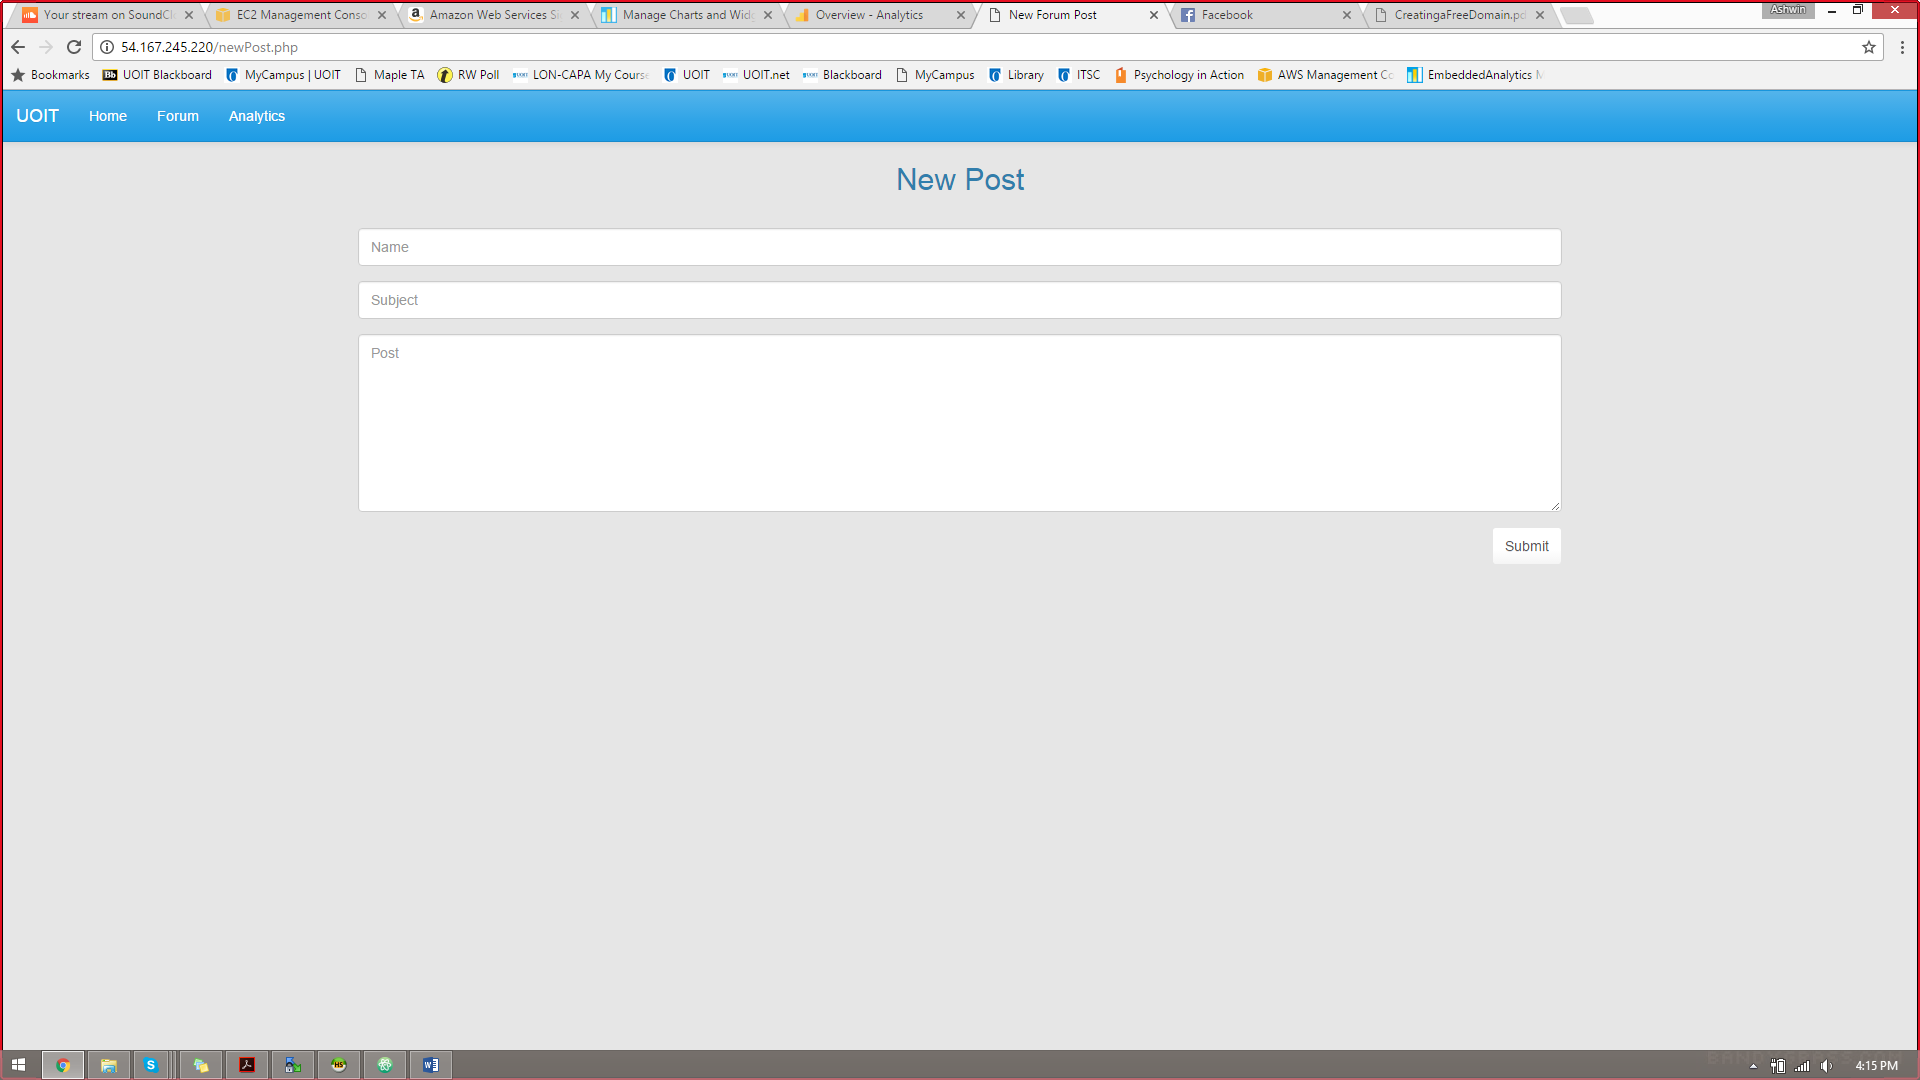 Your stream on SoundCl
EC2 Management Conso
Amazon Web Services Si
Manage Charts and Widg
Overview - Analytics
New Forum Post
Facebook
CreatingaFreeDomain.pd
Ashwin
54.167.245.220/newPost.php
Bookmarks
Bb UOIT Blackboard
MyCampus | UOIT
Maple TA
RW Poll
LON-CAPA My Course
UOIT
UOIT.net
Blackboard
MyCampus
Library
ITSC
Psychology in Action
AWS Management Co
EmbeddedAnalytics M
UOIT Home Forum Analytics
New Post
Name
Subject
Post
Submit
4:15 PM